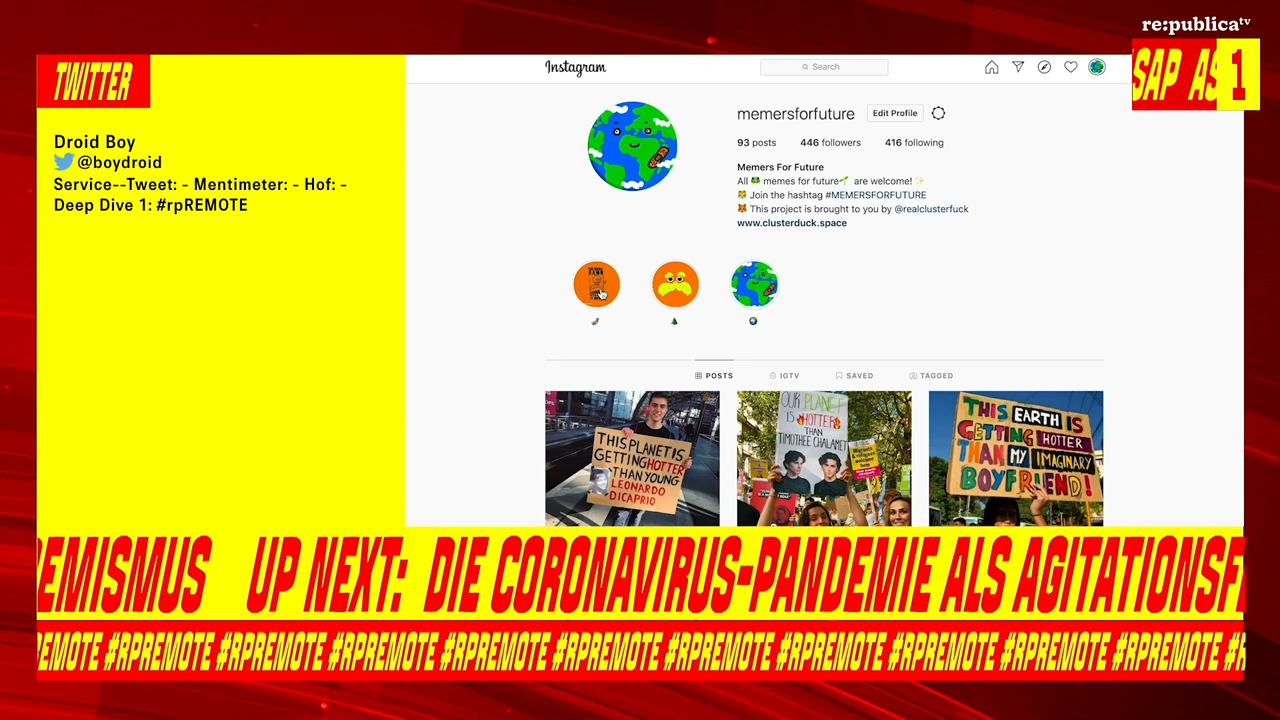 re:publica tv
SAP AS 1
TWITTER
Droid Boy
@boydroid
Service--Tweet: - Mentimeter: - Hof: -
Deep Dive 1: #rpREMOTE
Instagram
Search
memersforfuture
Edit Profile
93 posts 446 followers 416 following
Memers For Future
All memes for future are welcome!
Join the hashtag #MEMERSFORFUTURE
This project is brought to you by @realclusterfuck
www.clusterduck.space
POSTS IGTV SAVED TAGGED
THIS PLANET IS
GETTING HOTTER
THAN YOUNG
LEONARDO
DICAPRIO
OUR PLANET
IS HOTTER
THAN
TIMOTHEE CHALAMET
THIS EARTH IS
GETTING HOTTER
THAN MY IMAGINARY
BOYFRIEND!
EMISMUS UP NEXT: DIE CORONAVIRUS-PANDEMIE ALS AGITATIONSF
EMOTE #RPREMOTE #RPREMOTE #RPREMOTE #RPREMOTE #RPREMOTE #RPREMOTE #RPREMOTE #RPREMOTE #RPREMOTE #RPREMOTE #R